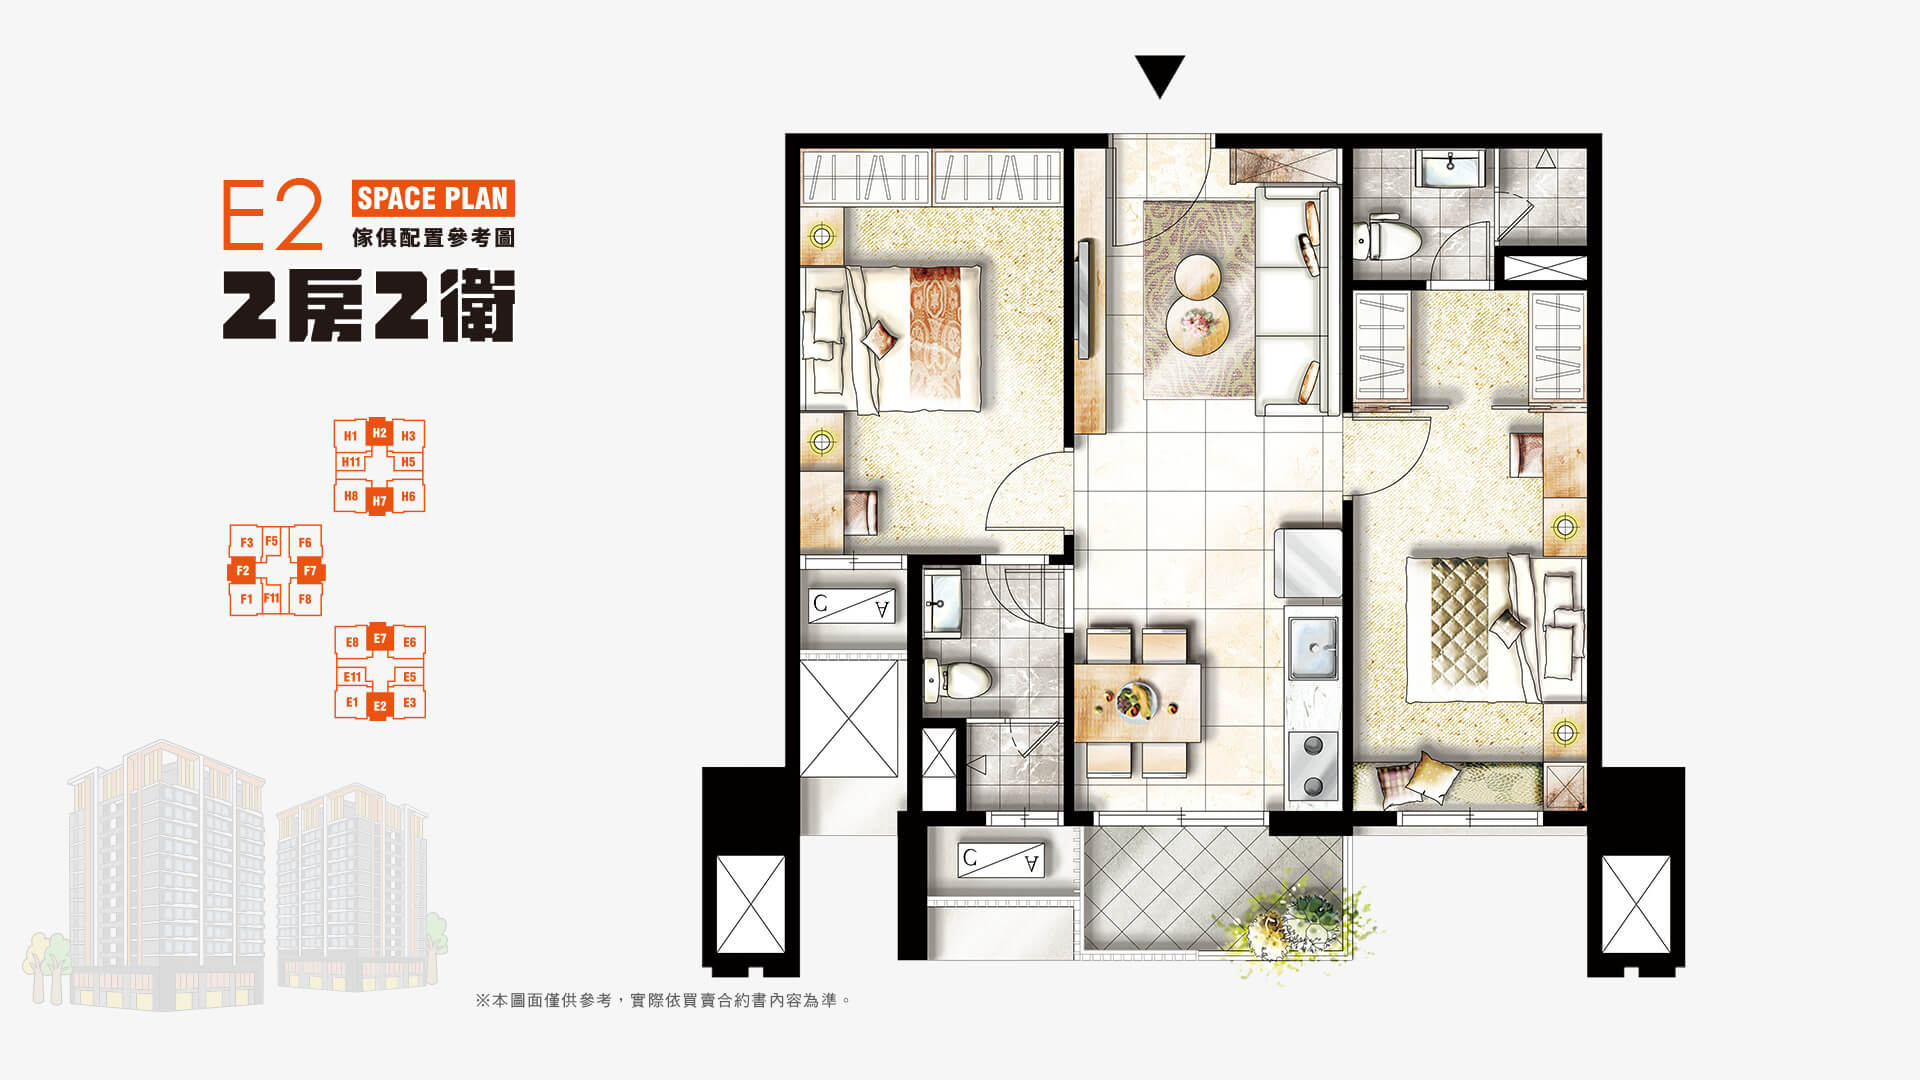 E2
SPACE PLAN
傢俱配置參考圖
2房2衛
H1 H2 H3
H11 H5
H8 H7 H6
F3 F5 F6
F2 F7
F1 F11 F8
E8 E7 E6
E11 E5
E1 E2 E3
C A
C A
※本圖面僅供參考，實際依買賣合約書內容為準。